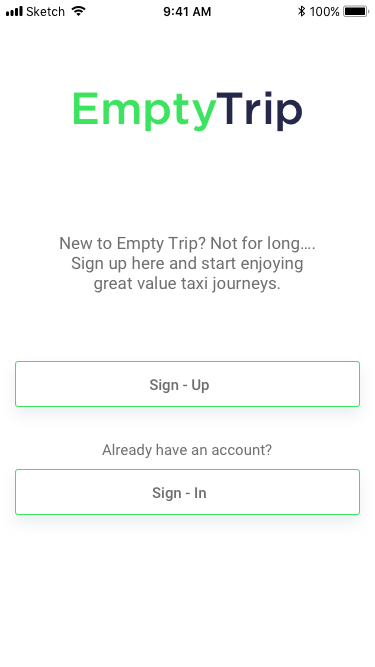 Sketch 9:41 AM 100%
EmptyTrip
New to Empty Trip? Not for long....
Sign up here and start enjoying
great value taxi journeys.
Sign - Up
Already have an account?
Sign - In